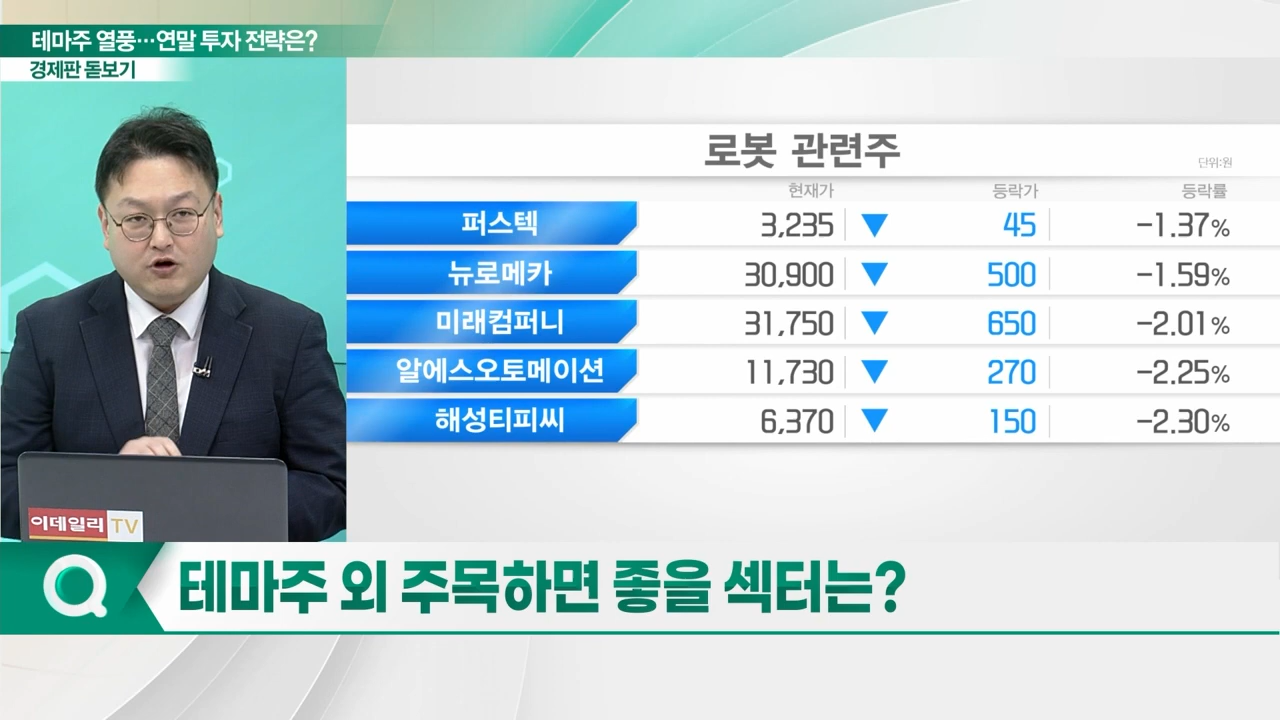 테마주 열풍…연말 투자 전략은?
경제판 돋보기
로봇 관련주
단위:원
현재가 등락가 등락률
퍼스텍 3,235 ▼ 45 -1.37%
뉴로메카 30,900 ▼ 500 -1.59%
미래컴퍼니 31,750 ▼ 650 -2.01%
알에스오토메이션 11,730 ▼ 270 -2.25%
해성티피씨 6,370 ▼ 150 -2.30%
이데일리TV
Q 테마주 외 주목하면 좋을 섹터는?